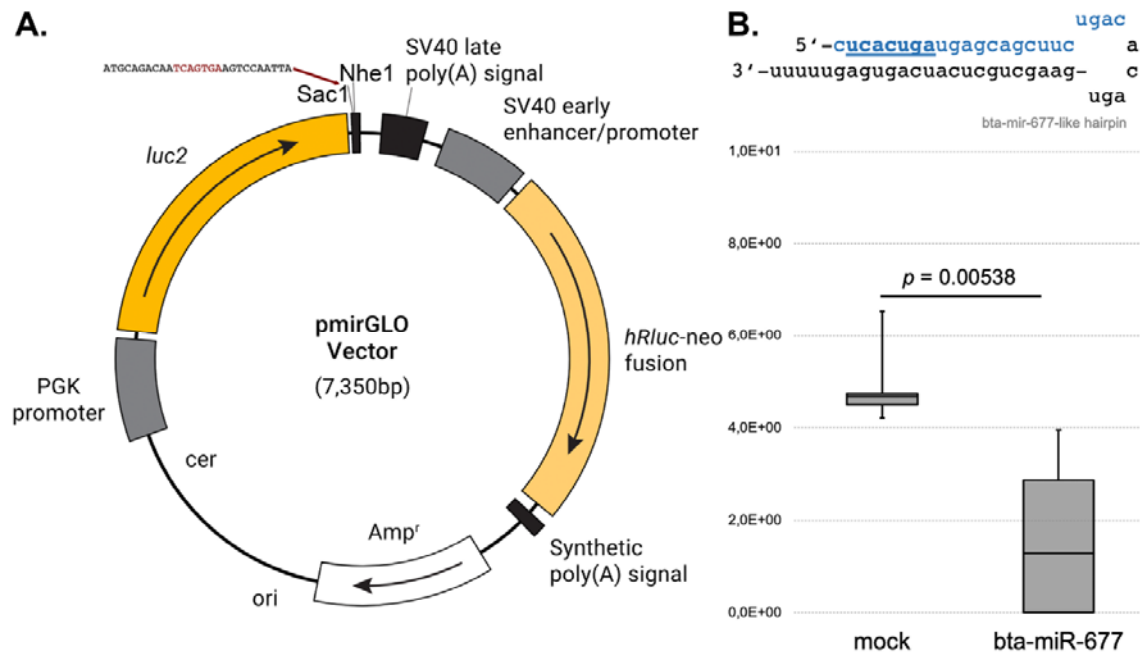 A.
ATGCAGACAATCAGTGAAGTCCAATTA
Sac1
Nhe1
SV40 late
poly(A) signal
SV40 early
enhancer/promoter
luc2
pmirGLO
Vector
(7,350bp)
hRluc-neo
fusion
PGK
promoter
cer
Ampʳ
ori
Synthetic
poly(A) signal
B.
ugac
5‘-cucacugaugagcagcuuc a
3‘-uuuuugagugacuacucgucgaag- c
uga
bta-mir-677-like hairpin
1,0E+01
8,0E+00
p = 0.00538
6,0E+00
4,0E+00
2,0E+00
0,0E+00
mock
bta-miR-677